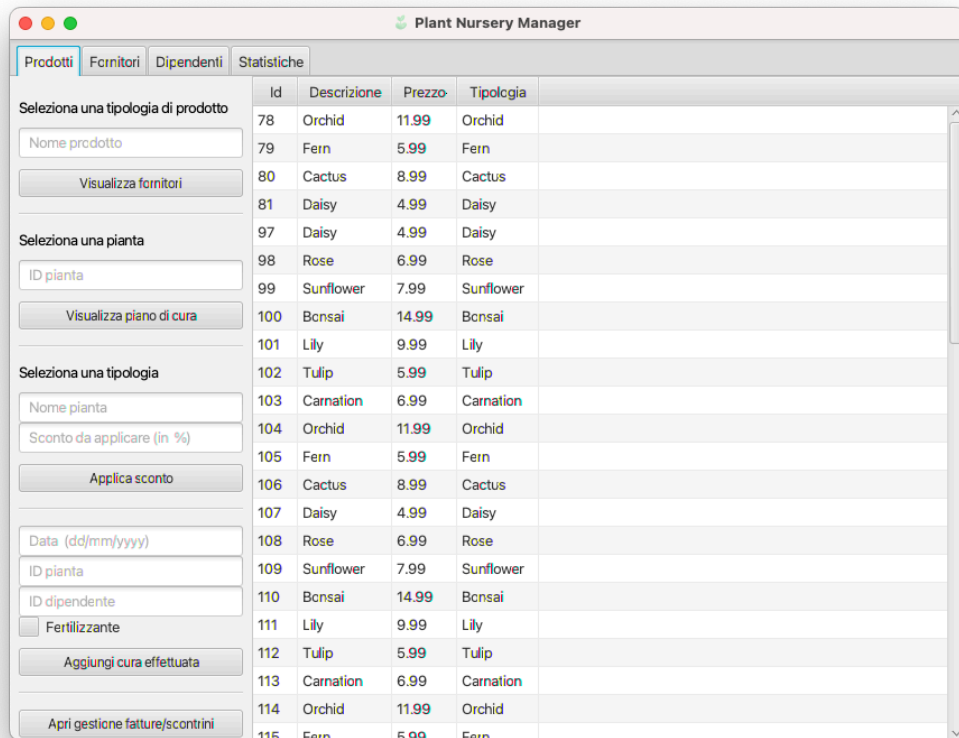 Plant Nursery Manager
Prodotti Fornitori Dipendenti Statistiche
Seleziona una tipologia di prodotto
Nome prodotto
Visualizza fornitori
Seleziona una pianta
ID pianta
Visualizza piano di cura
Seleziona una tipologia
Nome pianta
Sconto da applicare (in %)
Applica sconto
Data (dd/mm/yyyy)
ID pianta
ID dipendente
Fertilizzante
Aggiungi cura effettuata
Apri gestione fatture/scontrini
Id Descrizione Prezzo Tipologia
78 Orchid 11.99 Orchid
79 Fern 5.99 Fern
80 Cactus 8.99 Cactus
81 Daisy 4.99 Daisy
97 Daisy 4.99 Daisy
98 Rose 6.99 Rose
99 Sunflower 7.99 Sunflower
100 Bonsai 14.99 Bonsai
101 Lily 9.99 Lily
102 Tulip 5.99 Tulip
103 Carnation 6.99 Carnation
104 Orchid 11.99 Orchid
105 Fern 5.99 Fern
106 Cactus 8.99 Cactus
107 Daisy 4.99 Daisy
108 Rose 6.99 Rose
109 Sunflower 7.99 Sunflower
110 Bonsai 14.99 Bonsai
111 Lily 9.99 Lily
112 Tulip 5.99 Tulip
113 Carnation 6.99 Carnation
114 Orchid 11.99 Orchid
115 Fern 5.99 Fern